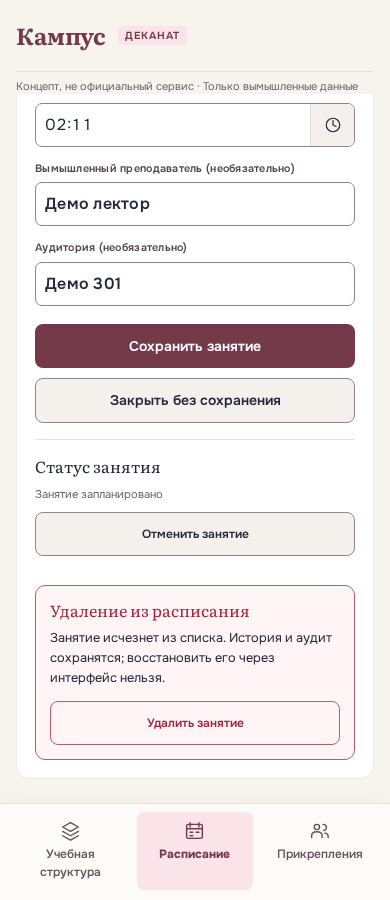 Кампус
ДЕКАНАТ
Концепт, не официальный сервис · Только вымышленные данные
02:11
Вымышленный преподаватель (необязательно)
Демо лектор
Аудитория (необязательно)
Демо 301
Сохранить занятие
Закрыть без сохранения
Статус занятия
Занятие запланировано
Отменить занятие
Удаление из расписания
Занятие исчезнет из списка. История и аудит
сохранятся; восстановить его через
интерфейс нельзя.
Удалить занятие
Учебная
структура
Расписание
Прикрепления